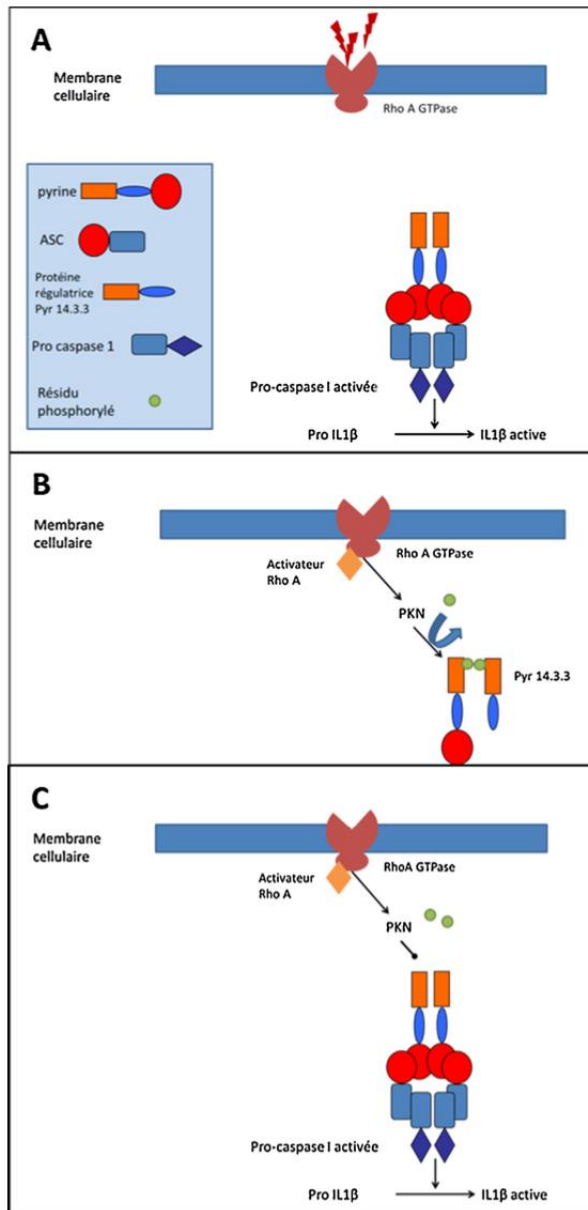 A
Membrane
cellulaire
Rho A GTPase
pyrine
ASC
Protéine
régulatrice
Pyr 14.3.3
Pro caspase 1
Résidu
phosphorylé
Pro-caspase I activée
Pro IL1β
IL1β active
B
Membrane
cellulaire
Rho A GTPase
Activateur
Rho A
PKN
Pyr 14.3.3
C
Membrane
cellulaire
RhoA GTPase
Activateur
Rho A
PKN
Pro-caspase I activée
Pro IL1β
IL1β active